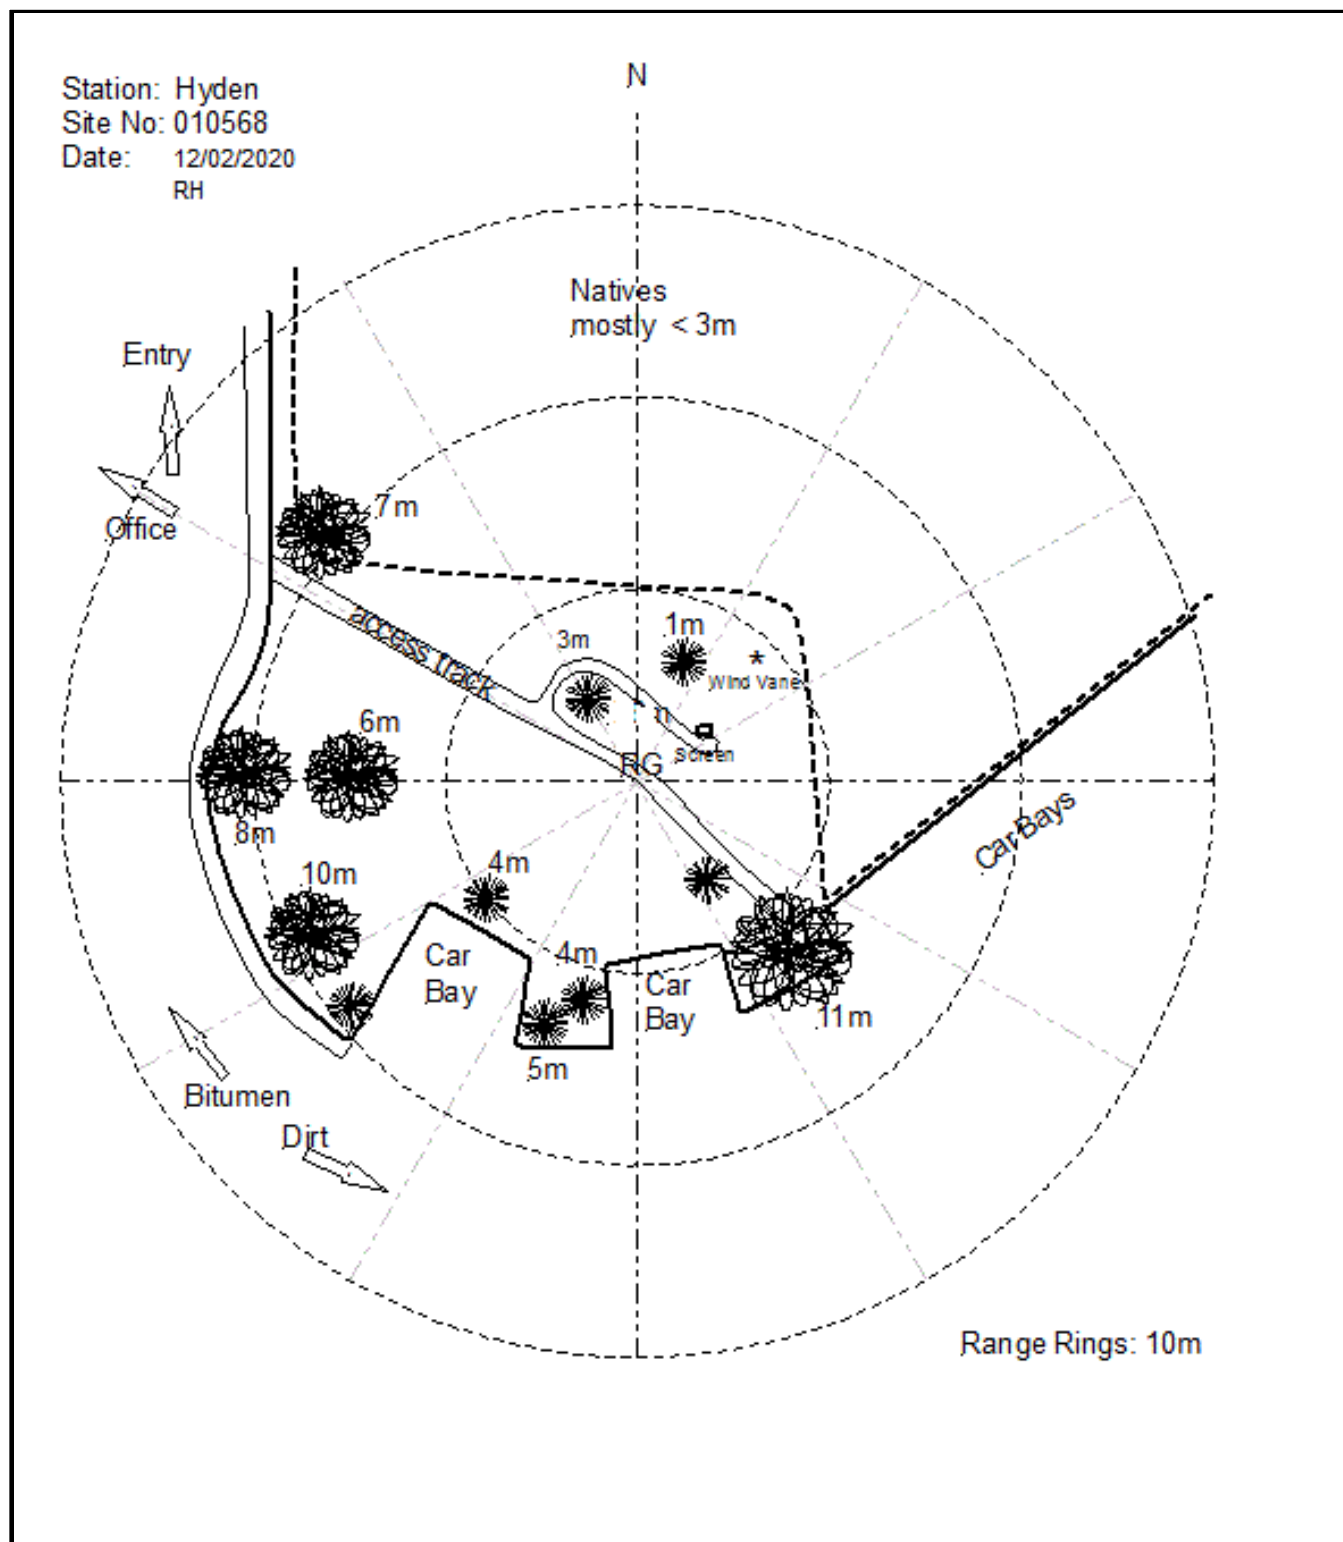 N
Station: Hyden
Site No: 010568
Date: 12/02/2020
RH
Natives
mostly < 3m
Entry
Office
7m
access track
3m
1m
Wind Vane
n
Screen
RG
6m
8m
10m
4m
Car Bays
Car
Bay
4m
Car
Bay
11m
5m
Bitumen
Dirt
Range Rings: 10m